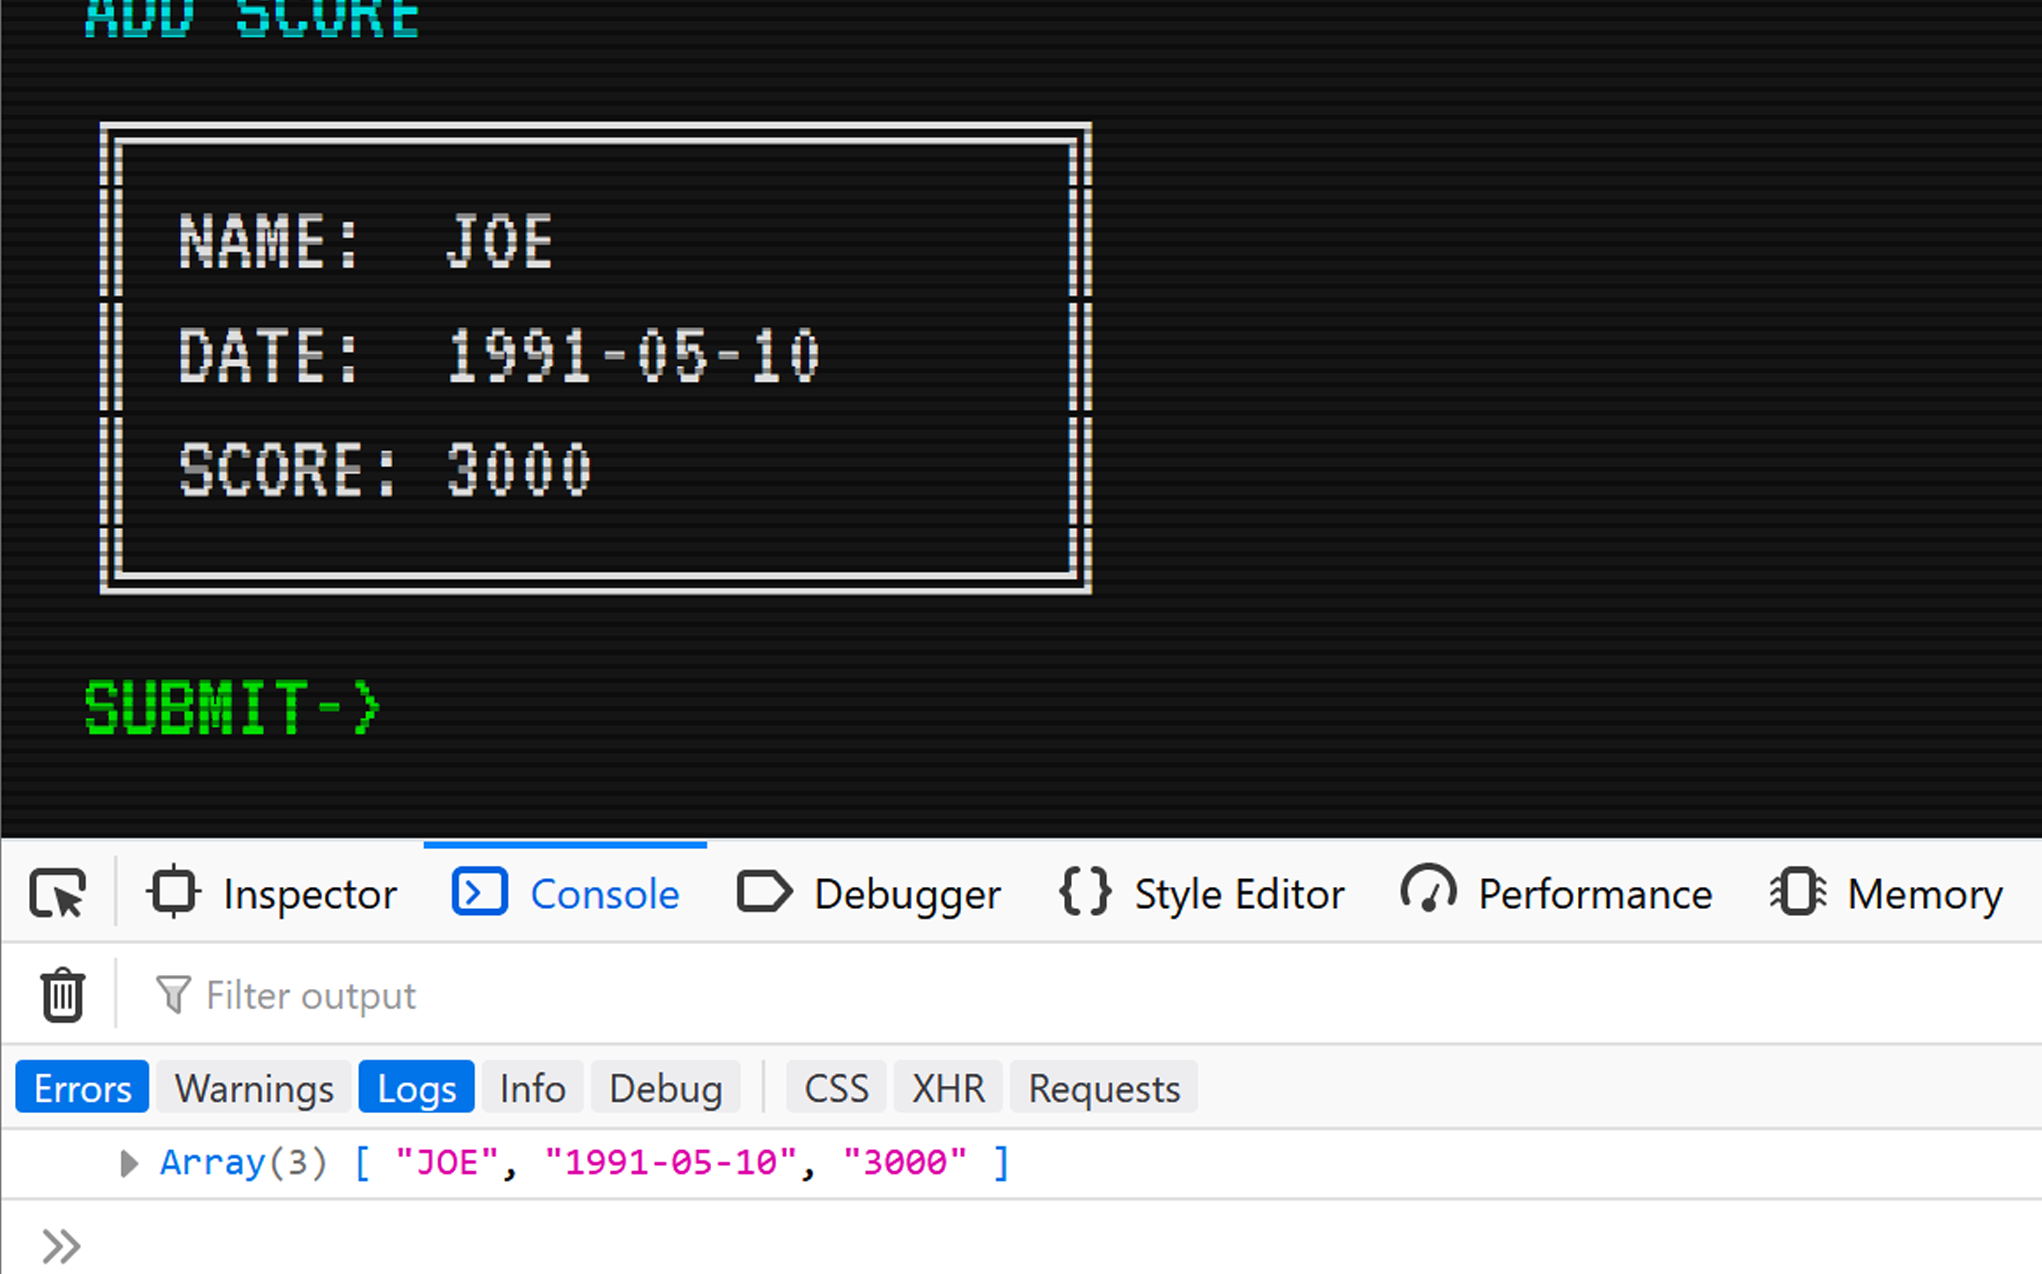 ADD SCORE
NAME: JOE
DATE: 1991-05-10
SCORE: 3000
SUBMIT->
Inspector Console Debugger Style Editor Performance Memory
Filter output
Errors Warnings Logs Info Debug CSS XHR Requests
Array(3) [ "JOE", "1991-05-10", "3000" ]